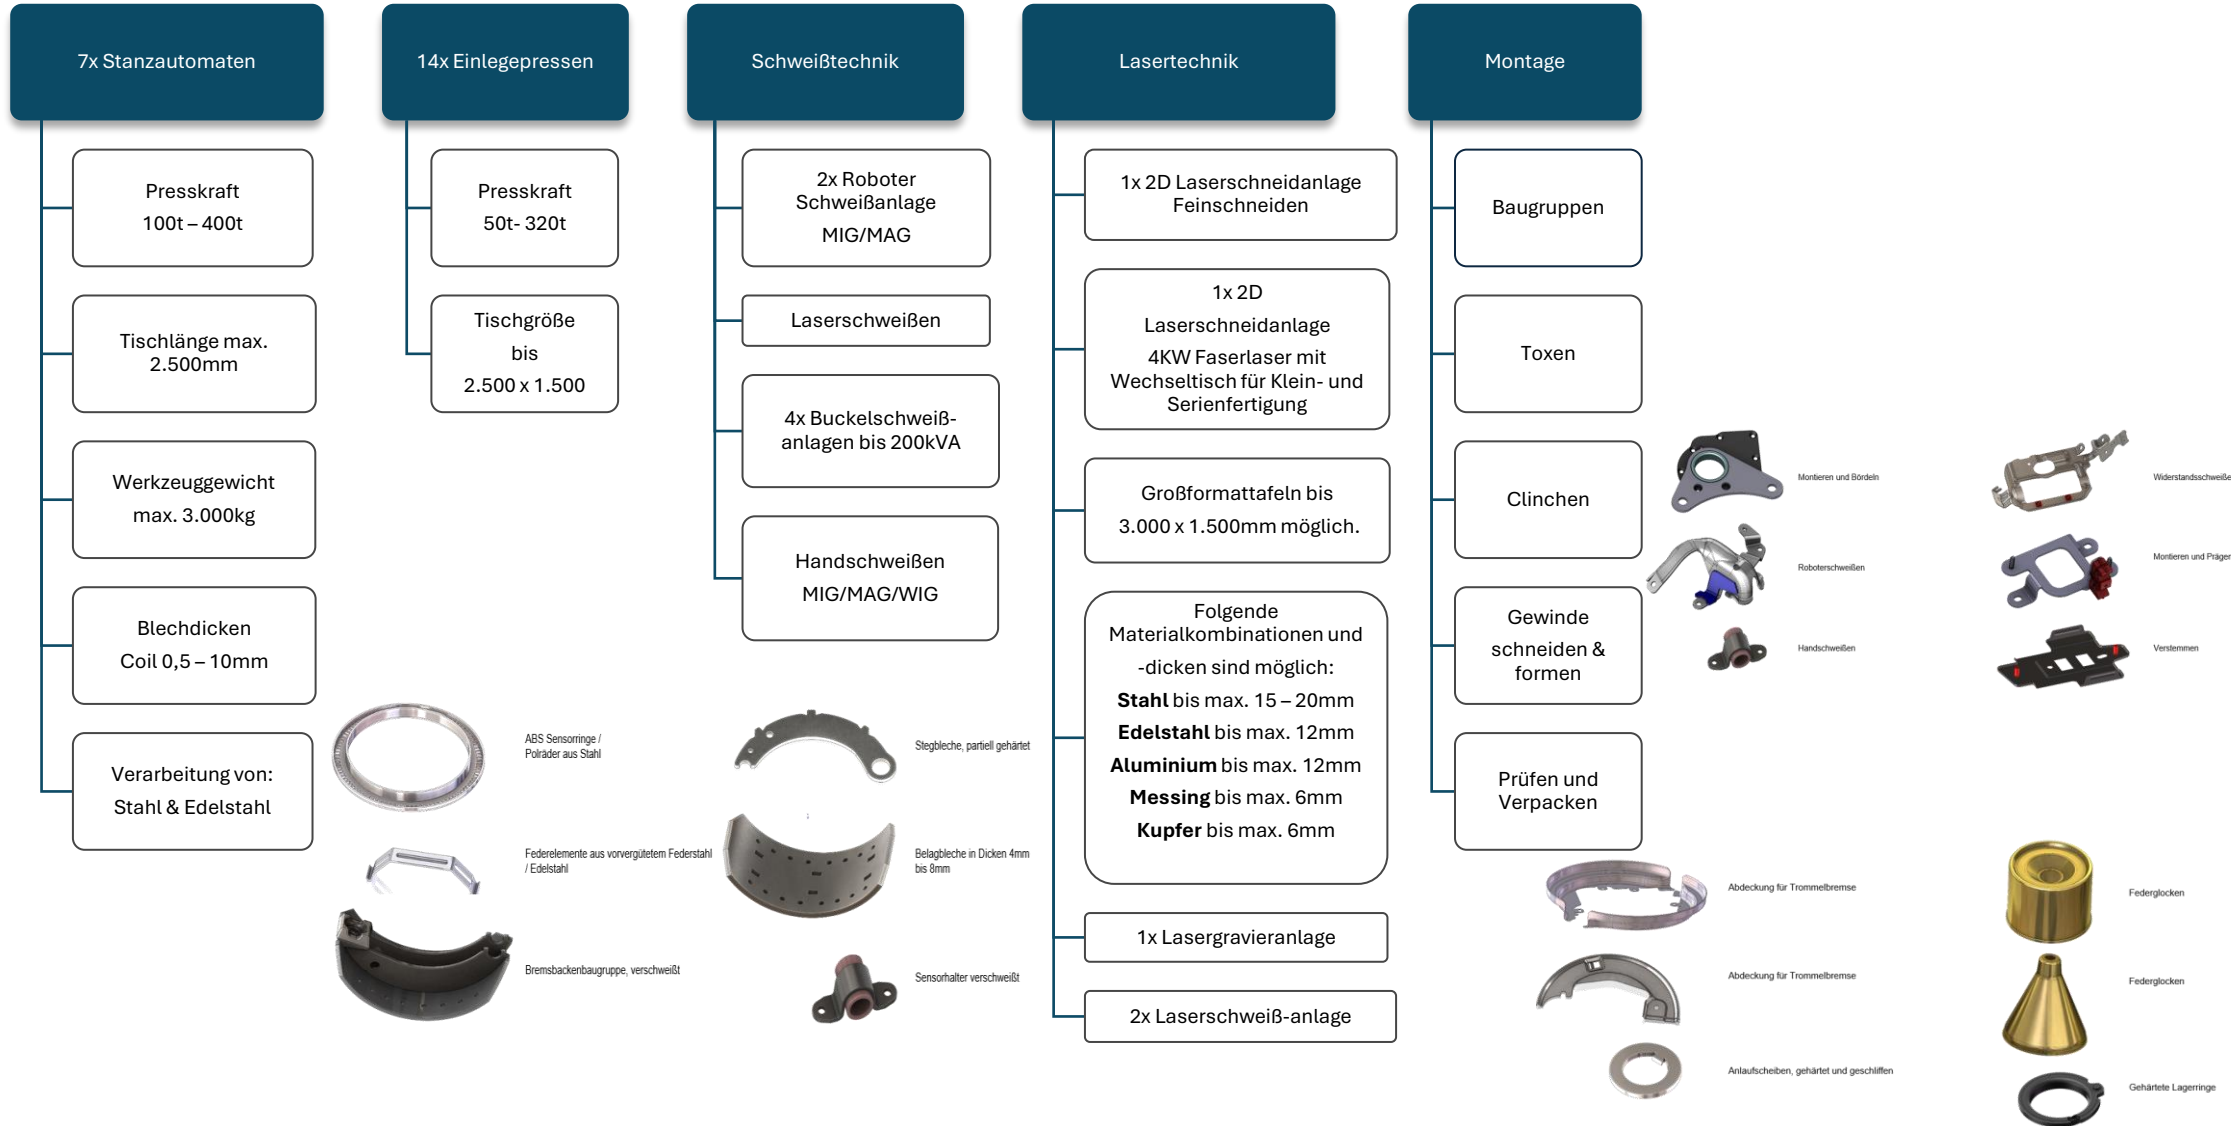 7x Stanzautomaten
Presskraft
100t – 400t
Tischlänge max.
2.500mm
Werkzeuggewicht
max. 3.000kg
Blechdicken
Coil 0,5 – 10mm
Verarbeitung von:
Stahl & Edelstahl
14x Einlegepressen
Presskraft
50t- 320t
Tischgröße
bis
2.500 x 1.500
Schweißtechnik
2x Roboter
Schweißanlage
MIG/MAG
Laserschweißen
4x Buckelschweiß-
anlagen bis 200kVA
Handschweißen
MIG/MAG/WIG
Lasertechnik
1x 2D Laserschneidanlage
Feinschneiden
1x 2D
Laserschneidanlage
4KW Faserlaser mit
Wechseltisch für Klein- und
Serienfertigung
Großformattafeln bis
3.000 x 1.500mm möglich.
Folgende
Materialkombinationen und
-dicken sind möglich:
Stahl bis max. 15 – 20mm
Edelstahl bis max. 12mm
Aluminium bis max. 12mm
Messing bis max. 6mm
Kupfer bis max. 6mm
1x Lasergravieranlage
2x Laserschweiß-anlage
Montage
Baugruppen
Toxen
Clinchen
Gewinde
schneiden &
formen
Prüfen und
Verpacken
ABS Sensorringe /
Polräder aus Stahl
Federelemente aus vorvergütetem Federstahl
/ Edelstahl
Bremsbackenbaugruppe, verschweißt
Stegbleche, partiell gehärtet
Belagbleche in Dicken 4mm
bis 8mm
Sensorhalter verschweißt
Montieren und Bördeln
Roboterschweißen
Handschweißen
Widerstandsschweiße
Montieren und Präger
Verstemmen
Abdeckung für Trommelbremse
Abdeckung für Trommelbremse
Anlaufscheiben, gehärtet und geschliffen
Federglocken
Federglocken
Gehärtete Lagerringe